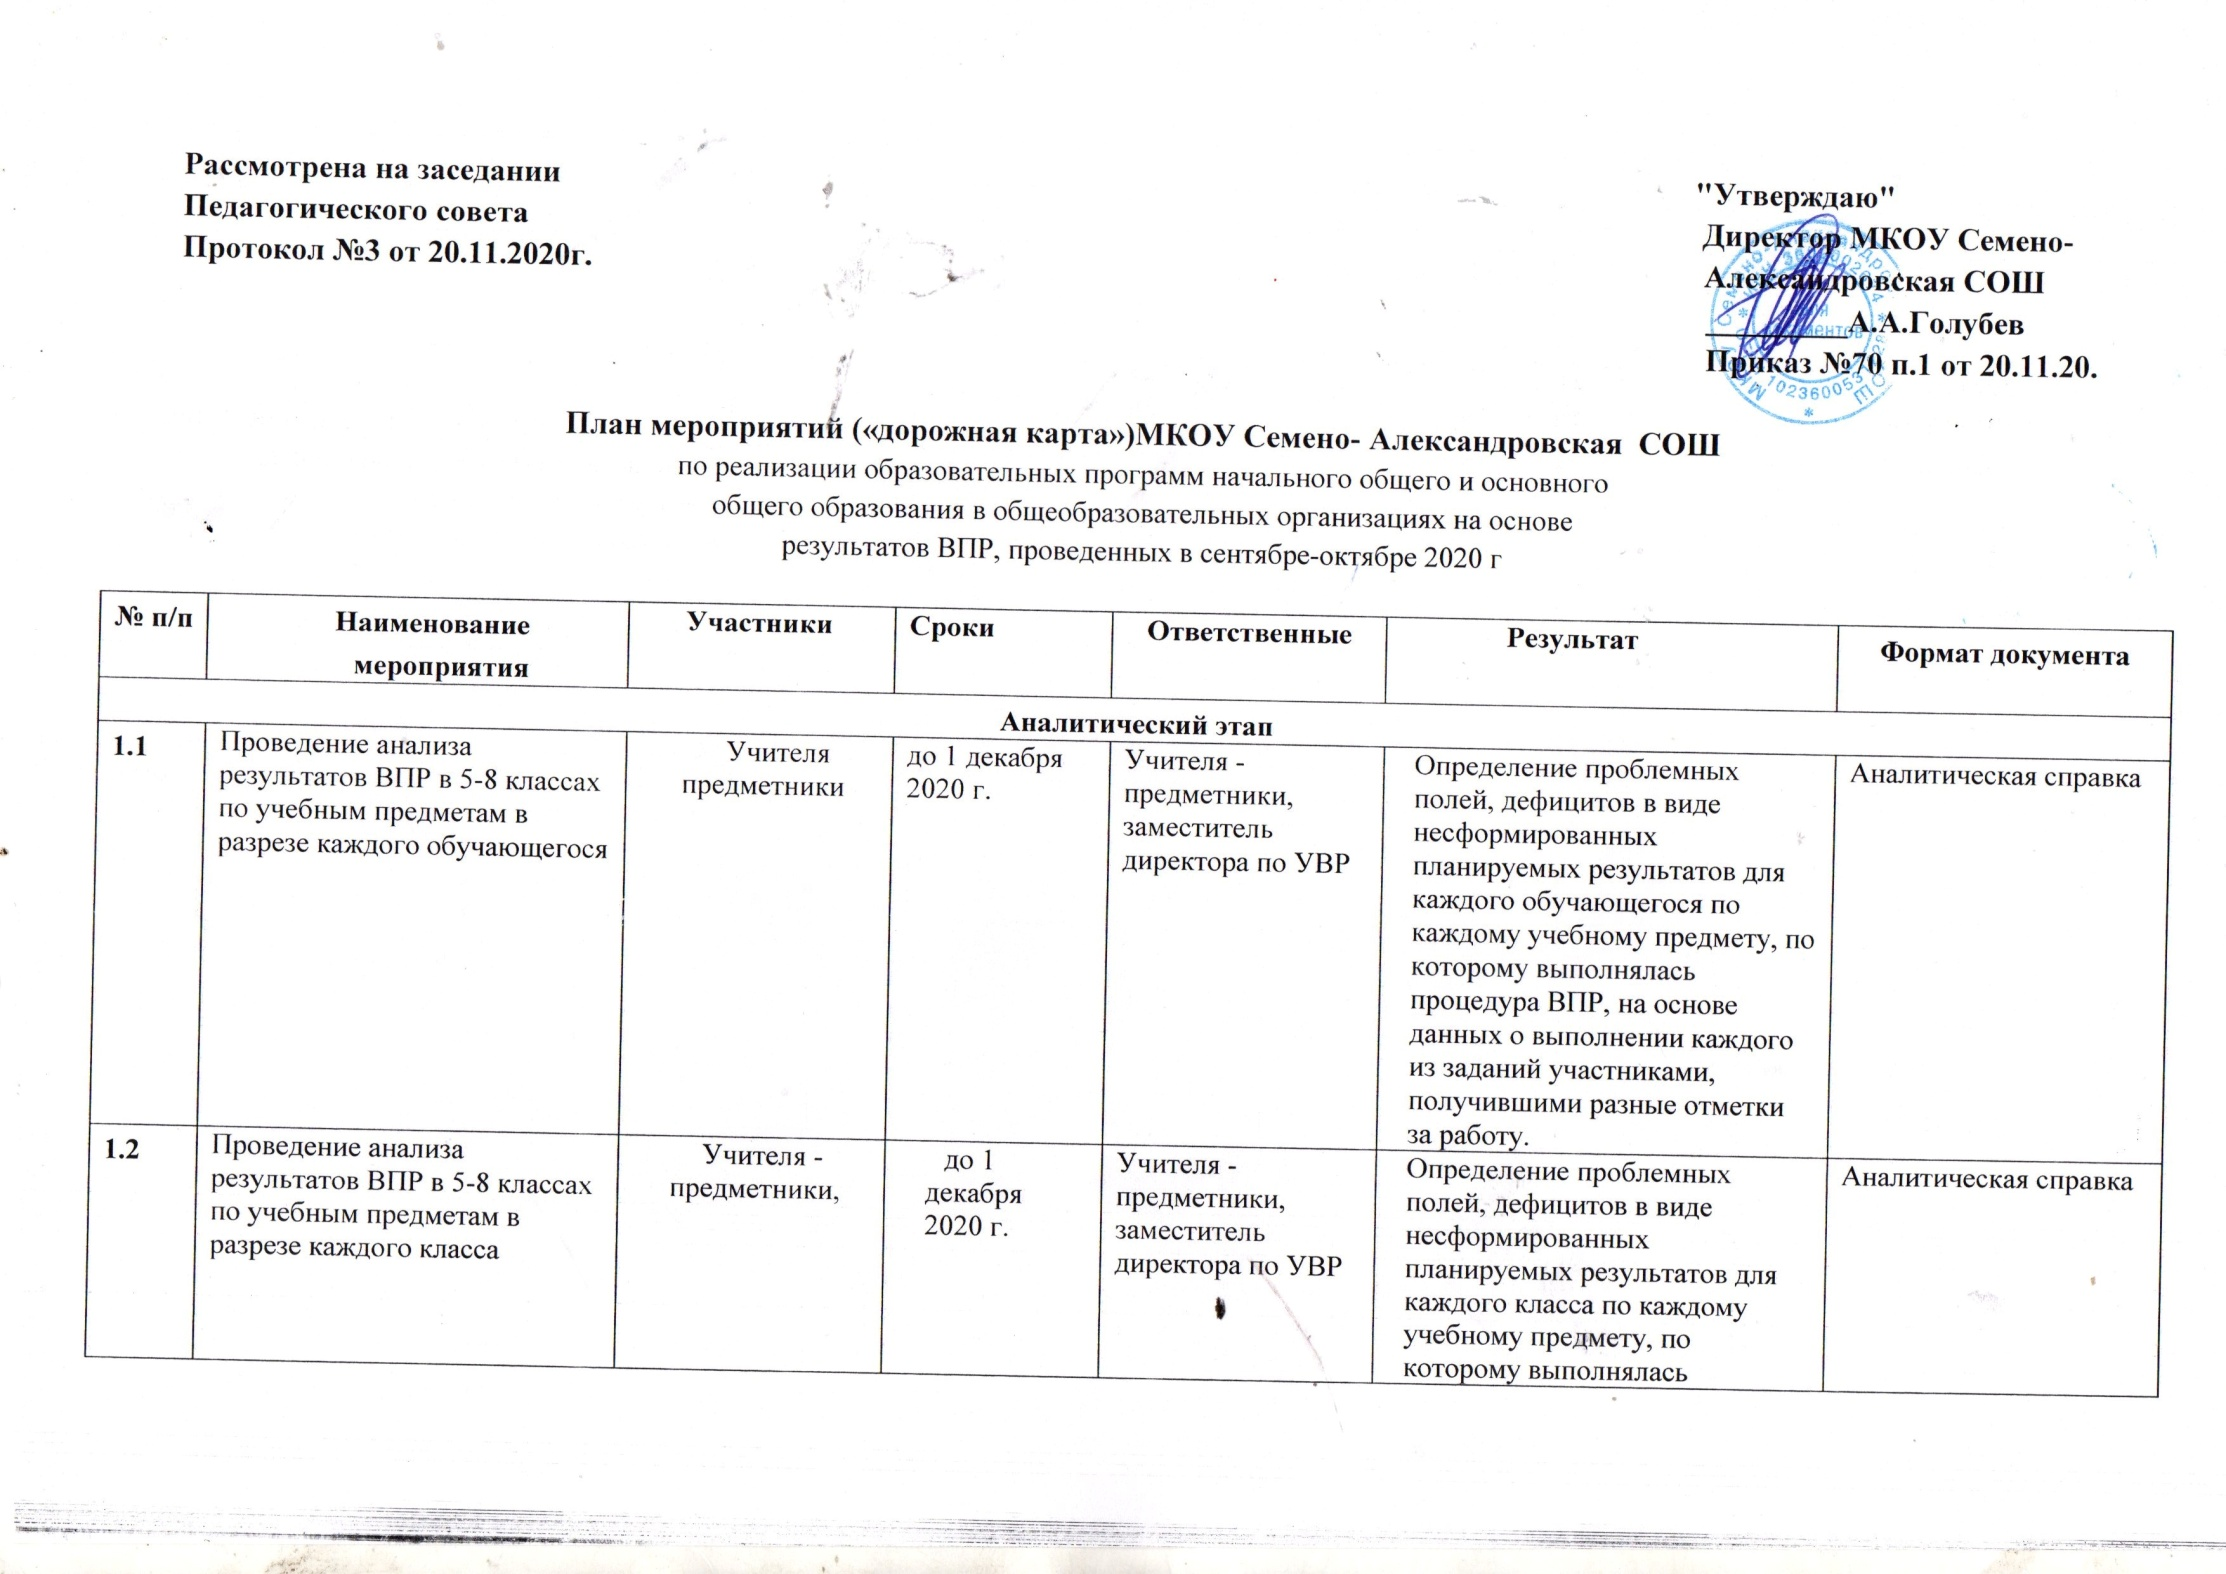 Рассмотрена на заседании
Педагогического совета
Протокол №3 от 20.11.2020г.
"Утверждаю"
Директор МКОУ Семено-
Александровская СОШ
А.А.Голубев
Приказ №70 п.1 от 20.11.20.
План мероприятий («дорожная карта»)МКОУ Семено- Александровская СОШ
по реализации образовательных программ начального общего и основного
общего образования в общеобразовательных организациях на основе
результатов ВПР, проведенных в сентябре-октябре 2020 г
№ п/п
Наименование
мероприятия
Участники
Сроки
Ответственные
Результат
Формат документа
Аналитический этап
1.1
Проведение анализа
результатов ВПР в 5-8 классах
по учебным предметам в
разрезе каждого обучающегося
Учителя
предметники
до 1 декабря
2020 г.
Учителя -
предметники,
заместитель
директора по УВР
Определение проблемных
полей, дефицитов в виде
несформированных
планируемых результатов для
каждого обучающегося по
каждому учебному предмету, по
которому выполнялась
процедура ВПР, на основе
данных о выполнении каждого
из заданий участниками,
получившими разные отметки
за работу.
Аналитическая справка
1.2
Проведение анализа
результатов ВПР в 5-8 классах
по учебным предметам в
разрезе каждого класса
Учителя -
предметники,
до 1
декабря
2020 г.
Учителя -
предметники,
заместитель
директора по УВР
Определение проблемных
полей, дефицитов в виде
несформированных
планируемых результатов для
каждого класса по каждому
учебному предмету, по
которому выполнялась
Аналитическая справка